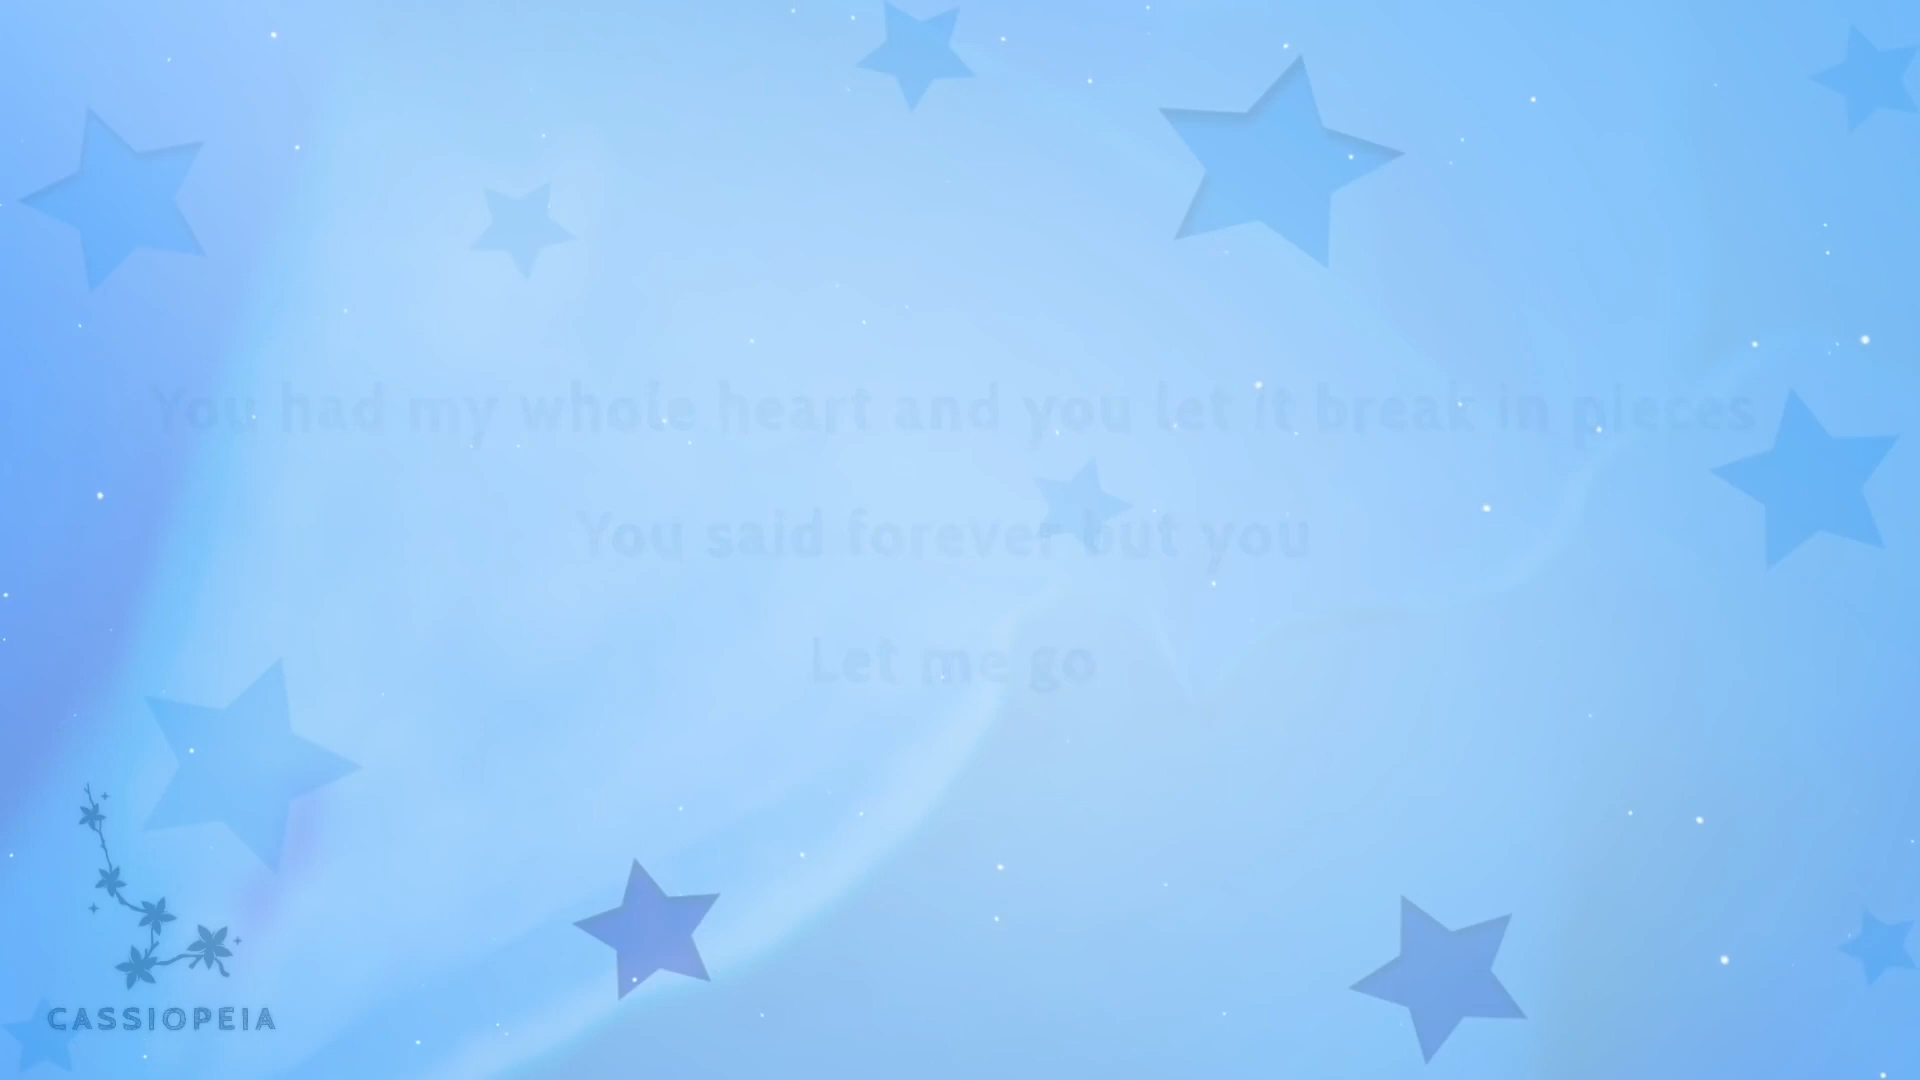 You had my whole heart and you let it break in pieces
You said forever but you
Let me go
CASSIOPEIA